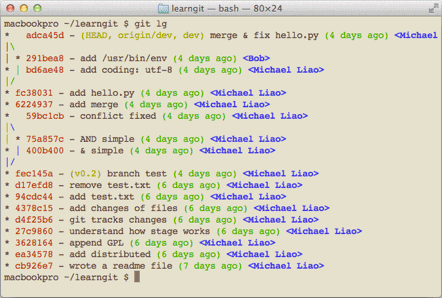 learngit — bash — 80×24
macbookpro ~/learngit $ git lg
*   adca45d - (HEAD, origin/dev, dev) merge & fix hello.py (4 days ago) <Michael
|\
| * 291bea8 - add /usr/bin/env (4 days ago) <Bob>
* | bd6ae48 - add coding: utf-8 (4 days ago) <Michael Liao>
|/
* fc38031 - add hello.py (4 days ago) <Michael Liao>
* 6224937 - add merge (4 days ago) <Michael Liao>
*   59bc1cb - conflict fixed (4 days ago) <Michael Liao>
|\
| * 75a857c - AND simple (4 days ago) <Michael Liao>
* | 400b400 - & simple (4 days ago) <Michael Liao>
|/
* fec145a - (v0.2) branch test (4 days ago) <Michael Liao>
* d17efd8 - remove test.txt (6 days ago) <Michael Liao>
* 94cdc44 - add test.txt (6 days ago) <Michael Liao>
* 4378c15 - add changes of files (6 days ago) <Michael Liao>
* d4f25b6 - git tracks changes (6 days ago) <Michael Liao>
* 27c9860 - understand how stage works (6 days ago) <Michael Liao>
* 3628164 - append GPL (6 days ago) <Michael Liao>
* ea34578 - add distributed (6 days ago) <Michael Liao>
* cb926e7 - wrote a readme file (7 days ago) <Michael Liao>
macbookpro ~/learngit $